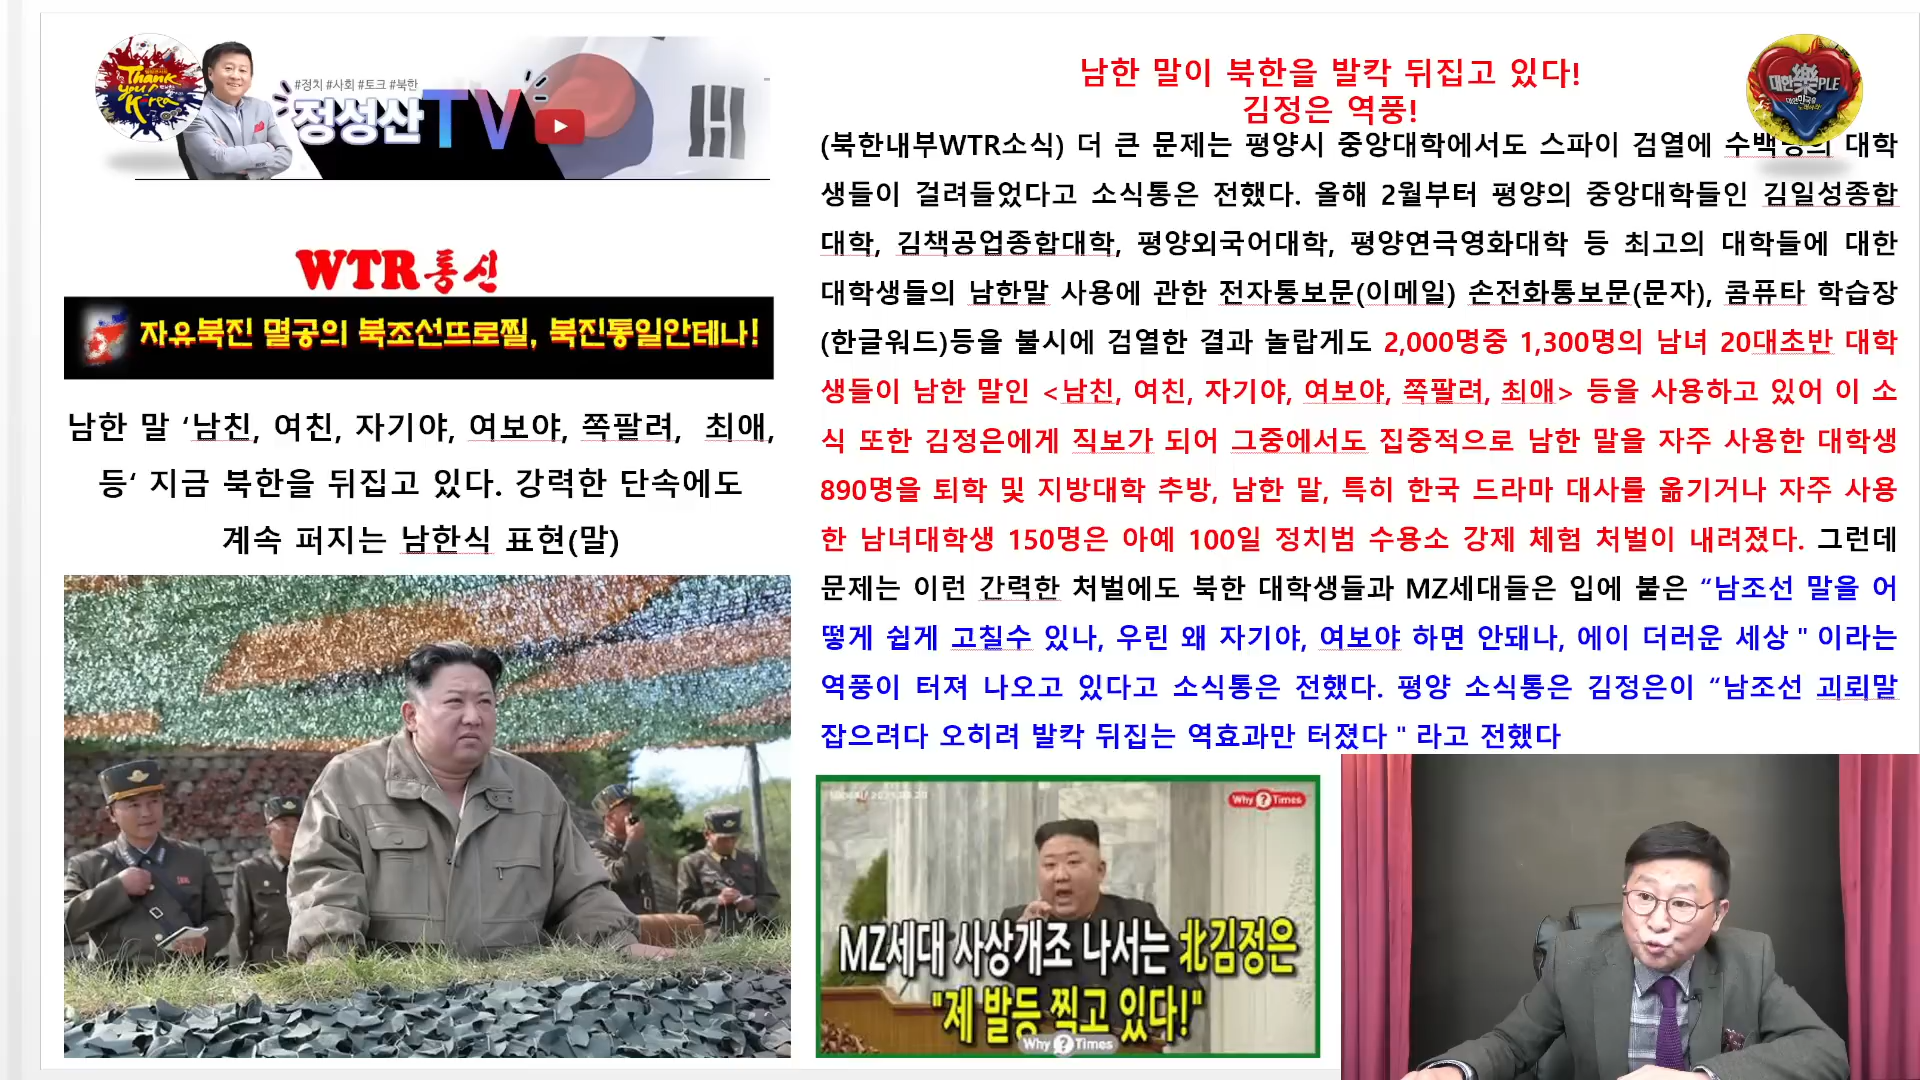 Thank
you
Korea
#정치 #사회 #토크 #북한
정성산TV
WTR통신
자유북진 멸공의 북조선뜨로찔, 북진통일안테나!
남한 말 ‘남친, 여친, 자기야, 여보야, 쪽팔려, 최애,
등‘ 지금 북한을 뒤집고 있다. 강력한 단속에도
계속 퍼지는 남한식 표현(말)
남한 말이 북한을 발칵 뒤집고 있다!
김정은 역풍!
대한樂PLE
(북한내부WTR소식) 더 큰 문제는 평양시 중앙대학에서도 스파이 검열에 수백명의 대학
생들이 걸려들었다고 소식통은 전했다. 올해 2월부터 평양의 중앙대학들인 김일성종합
대학, 김책공업종합대학, 평양외국어대학, 평양연극영화대학 등 최고의 대학들에 대한
대학생들의 남한말 사용에 관한 전자통보문(이메일) 손전화통보문(문자), 콤퓨타 학습장
(한글워드)등을 불시에 검열한 결과 놀랍게도 2,000명중 1,300명의 남녀 20대초반 대학
생들이 남한 말인 <남친, 여친, 자기야, 여보야, 쪽팔려, 최애> 등을 사용하고 있어 이 소
식 또한 김정은에게 직보가 되어 그중에서도 집중적으로 남한 말을 자주 사용한 대학생
890명을 퇴학 및 지방대학 추방, 남한 말, 특히 한국 드라마 대사를 옮기거나 자주 사용
한 남녀대학생 150명은 아예 100일 정치범 수용소 강제 체험 처벌이 내려졌다. 그런데
문제는 이런 간력한 처벌에도 북한 대학생들과 MZ세대들은 입에 붙은 “남조선 말을 어
떻게 쉽게 고칠수 있나, 우린 왜 자기야, 여보야 하면 안돼나, 에이 더러운 세상 " 이라는
역풍이 터져 나오고 있다고 소식통은 전했다. 평양 소식통은 김정은이 “남조선 괴뢰말
잡으려다 오히려 발칵 뒤집는 역효과만 터졌다 " 라고 전했다
Why ? Times
MZ세대 사상개조 나서는 北김정은
"제 발등 찍고 있다!"
Why ? Times